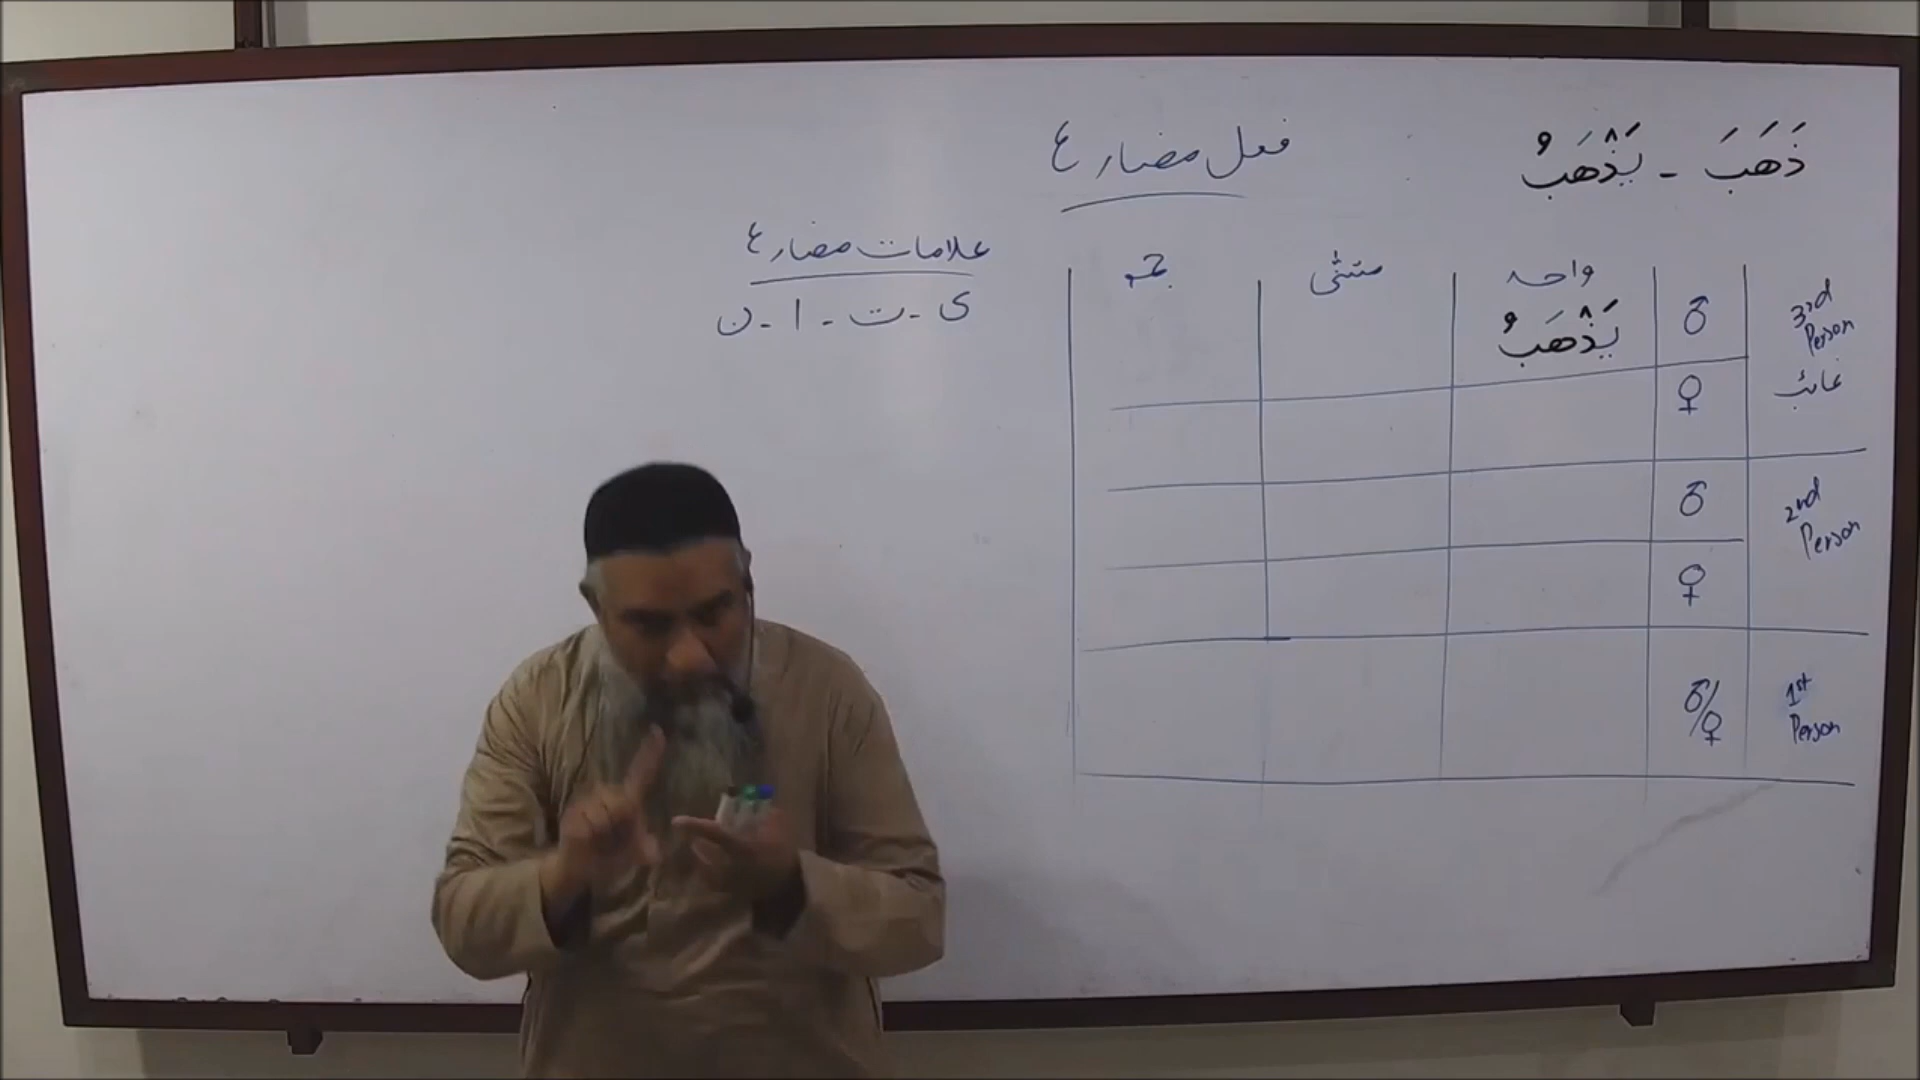 ذَهَبَ - يَذْهَبُ
فعل مضارع
علامات مضارع
ی - ت - ا - ن
واحد مثنٰی جمع
♂ يَذْهَبُ
3rd Person
غائب
♀
♂
2nd Person
♀
♂/♀
1st Person